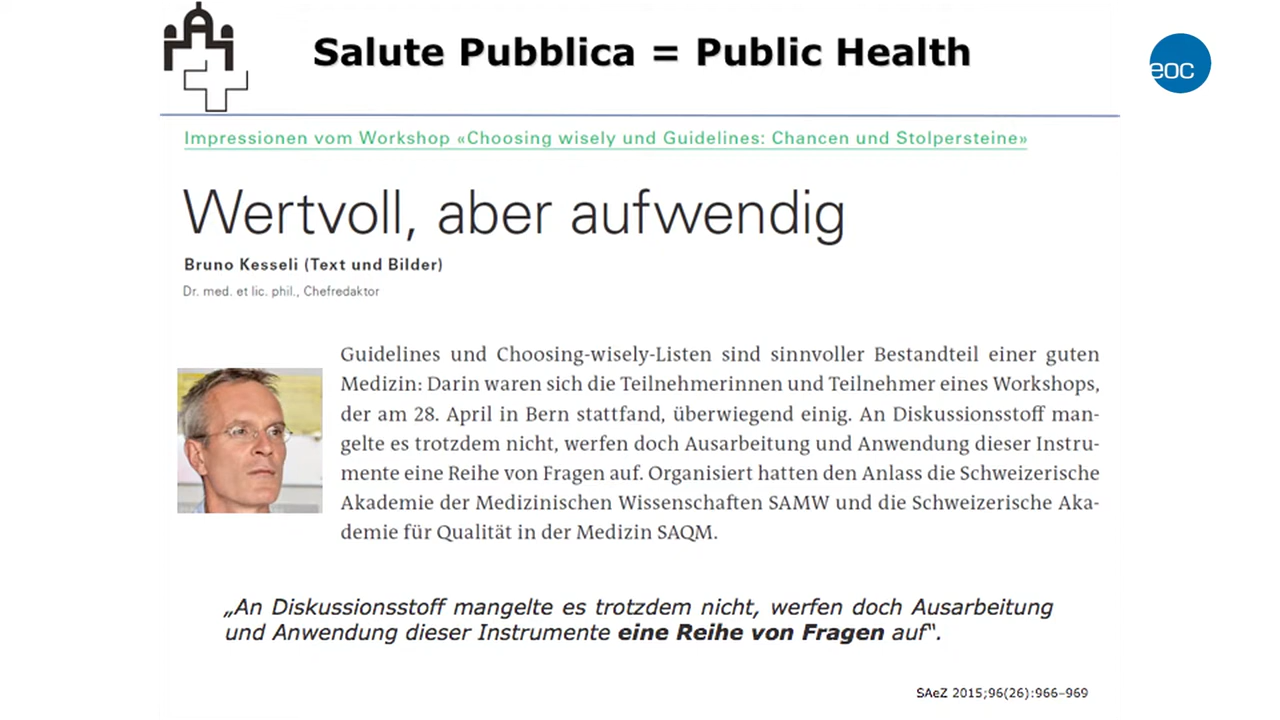 Salute Pubblica = Public Health
eoc
Impressionen vom Workshop «Choosing wisely und Guidelines: Chancen und Stolpersteine»
Wertvoll, aber aufwendig
Bruno Kesseli (Text und Bilder)
Dr. med. et lic. phil., Chefredaktor
Guidelines und Choosing-wisely-Listen sind sinnvoller Bestandteil einer guten
Medizin: Darin waren sich die Teilnehmerinnen und Teilnehmer eines Workshops,
der am 28. April in Bern stattfand, überwiegend einig. An Diskussionsstoff man-
gelte es trotzdem nicht, werfen doch Ausarbeitung und Anwendung dieser Instru-
mente eine Reihe von Fragen auf. Organisiert hatten den Anlass die Schweizerische
Akademie der Medizinischen Wissenschaften SAMW und die Schweizerische Aka-
demie für Qualität in der Medizin SAQM.
„An Diskussionsstoff mangelte es trotzdem nicht, werfen doch Ausarbeitung
und Anwendung dieser Instrumente eine Reihe von Fragen auf“.
SAeZ 2015;96(26):966–969